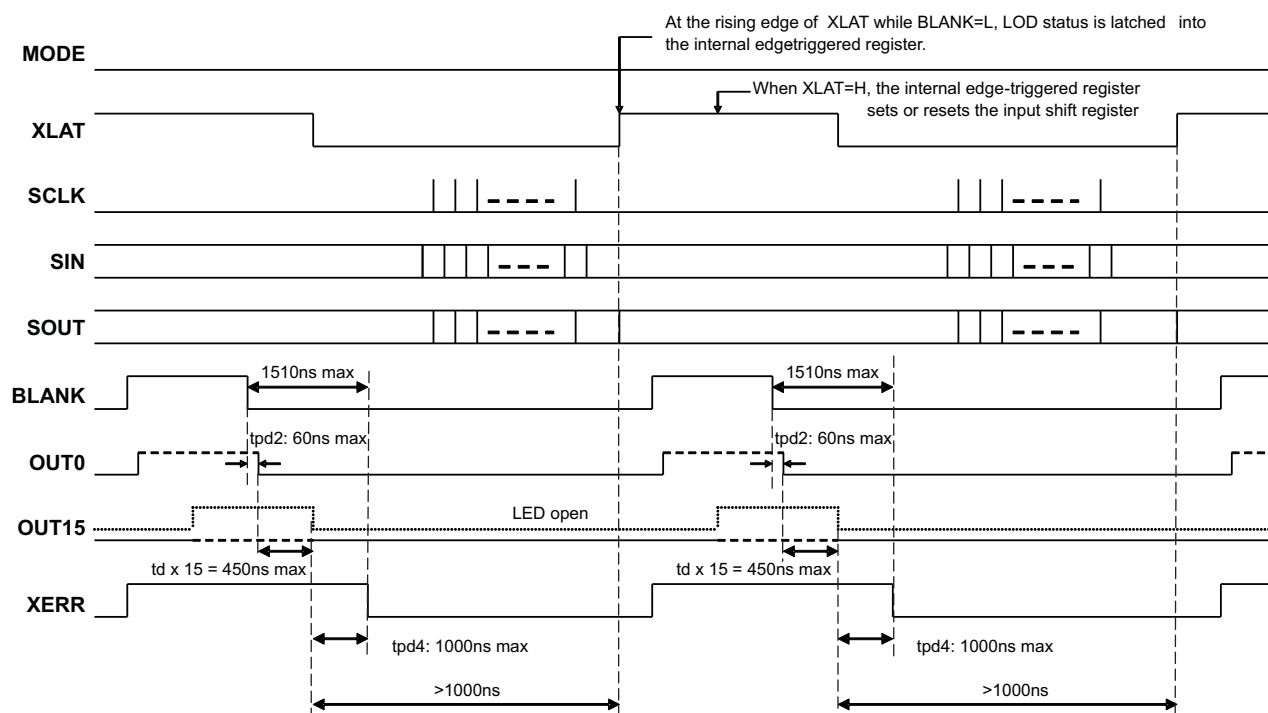 At the rising edge of XLAT while BLANK=L, LOD status is latched into
the internal edgetriggered register.
MODE
When XLAT=H, the internal edge-triggered register
sets or resets the input shift register
XLAT
SCLK
SIN
SOUT
1510ns max
1510ns max
BLANK
tpd2: 60ns max
tpd2: 60ns max
OUT0
LED open
OUT15
td x 15 = 450ns max
td x 15 = 450ns max
XERR
tpd4: 1000ns max
tpd4: 1000ns max
>1000ns
>1000ns